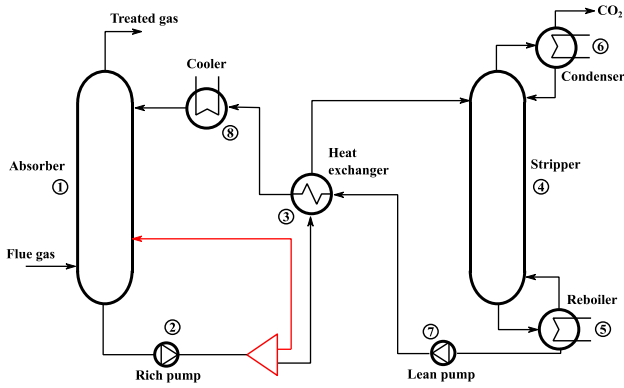 Treated gas
CO₂
⑥
Cooler
Condenser
⑧
Heat
exchanger
Absorber
①
Stripper
④
③
Flue gas
Reboiler
②
⑦
⑤
Rich pump
Lean pump